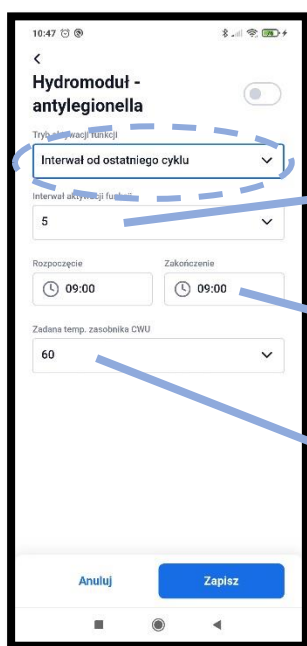 10:47
Hydromoduł -
antylegionella
Tryb aktywacji funkcji
Interwał od ostatniego cyklu
Interwał aktywacji funkcji
5
Rozpoczęcie Zakończenie
09:00 09:00
Zadana temp. zasobnika CWU
60
Anuluj Zapisz